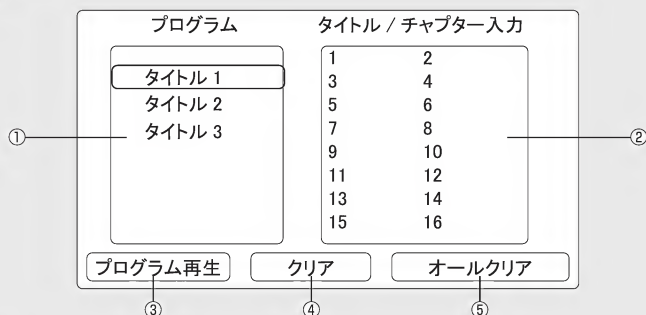 プログラム
タイトル / チャプター入力
タイトル 1
タイトル 2
タイトル 3
1 2
3 4
5 6
7 8
9 10
11 12
13 14
15 16
①
②
プログラム再生
クリア
オールクリア
③
④
⑤